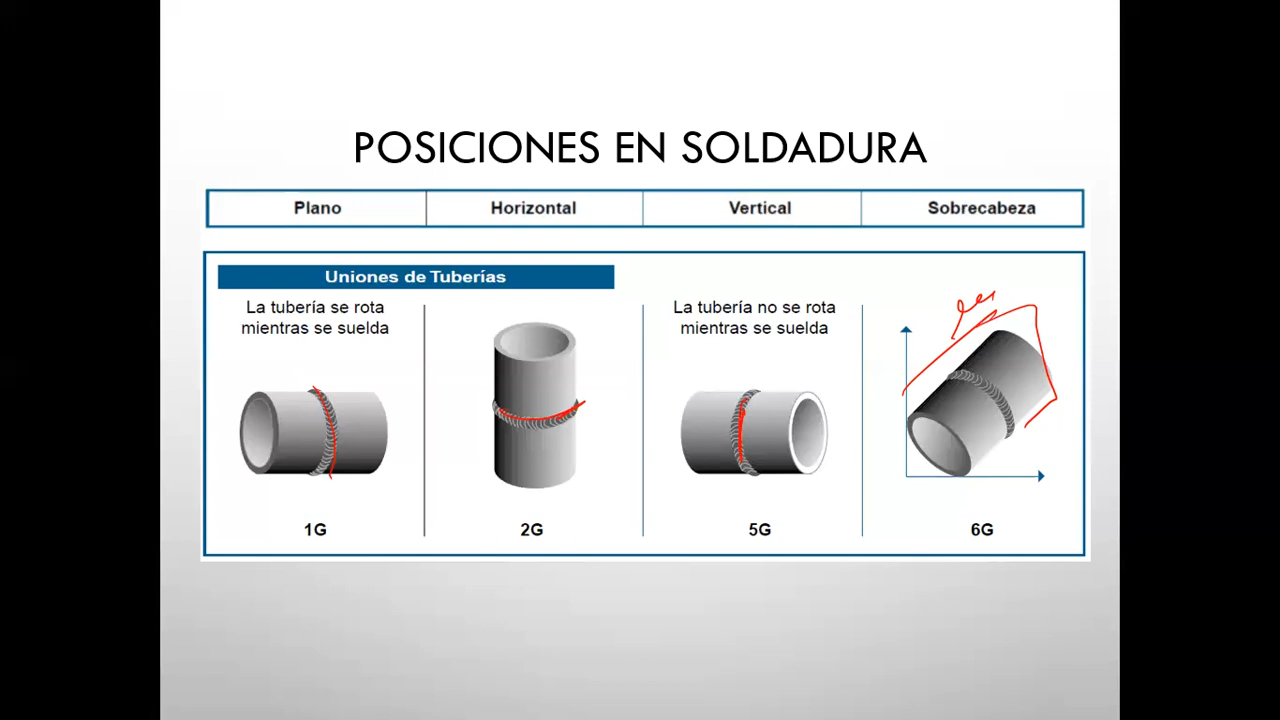 POSICIONES EN SOLDADURA
Plano
Horizontal
Vertical
Sobrecabeza
Uniones de Tuberías
La tubería se rota
mientras se suelda
La tubería no se rota
mientras se suelda
1G
2G
5G
6G